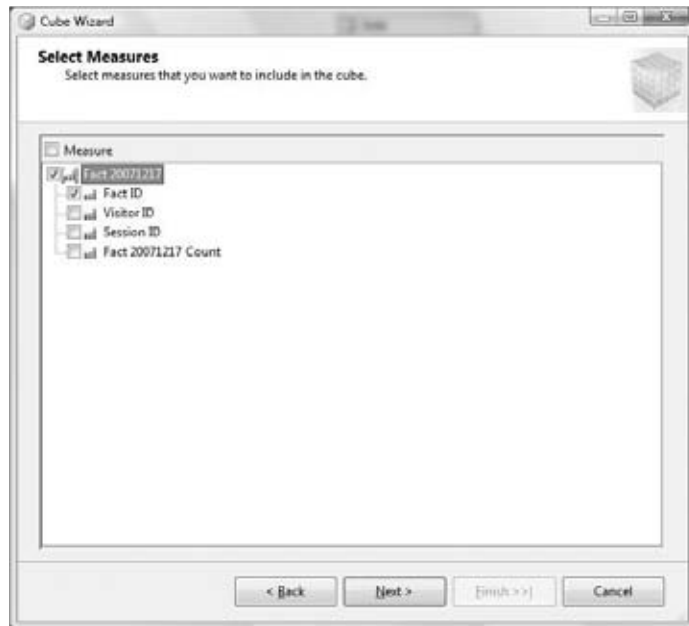 Cube Wizard
Select Measures
Select measures that you want to include in the cube.
Measure
Fact 20071217
Fact ID
Visitor ID
Session ID
Fact 20071217 Count
< Back
Next >
Finish >>|
Cancel